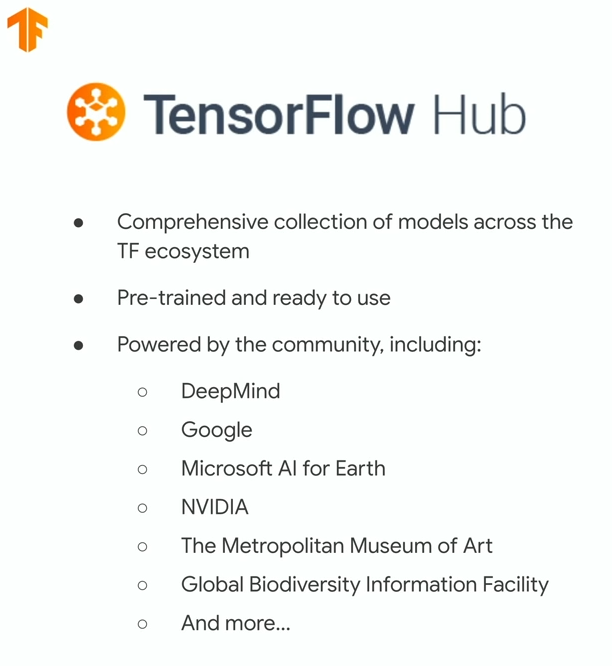 TensorFlow Hub
● Comprehensive collection of models across the
TF ecosystem
● Pre-trained and ready to use
● Powered by the community, including:
○ DeepMind
○ Google
○ Microsoft AI for Earth
○ NVIDIA
○ The Metropolitan Museum of Art
○ Global Biodiversity Information Facility
○ And more...